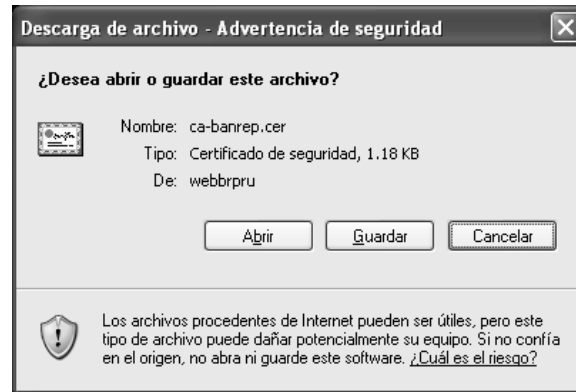 Descarga de archivo - Advertencia de seguridad
¿Desea abrir o guardar este archivo?
Nombre: ca-banrep.cer
Tipo: Certificado de seguridad, 1.18 KB
De: webbrpru
Abrir Guardar Cancelar
Los archivos procedentes de Internet pueden ser útiles, pero este
tipo de archivo puede dañar potencialmente su equipo. Si no confía
en el origen, no abra ni guarde este software. ¿Cuál es el riesgo?